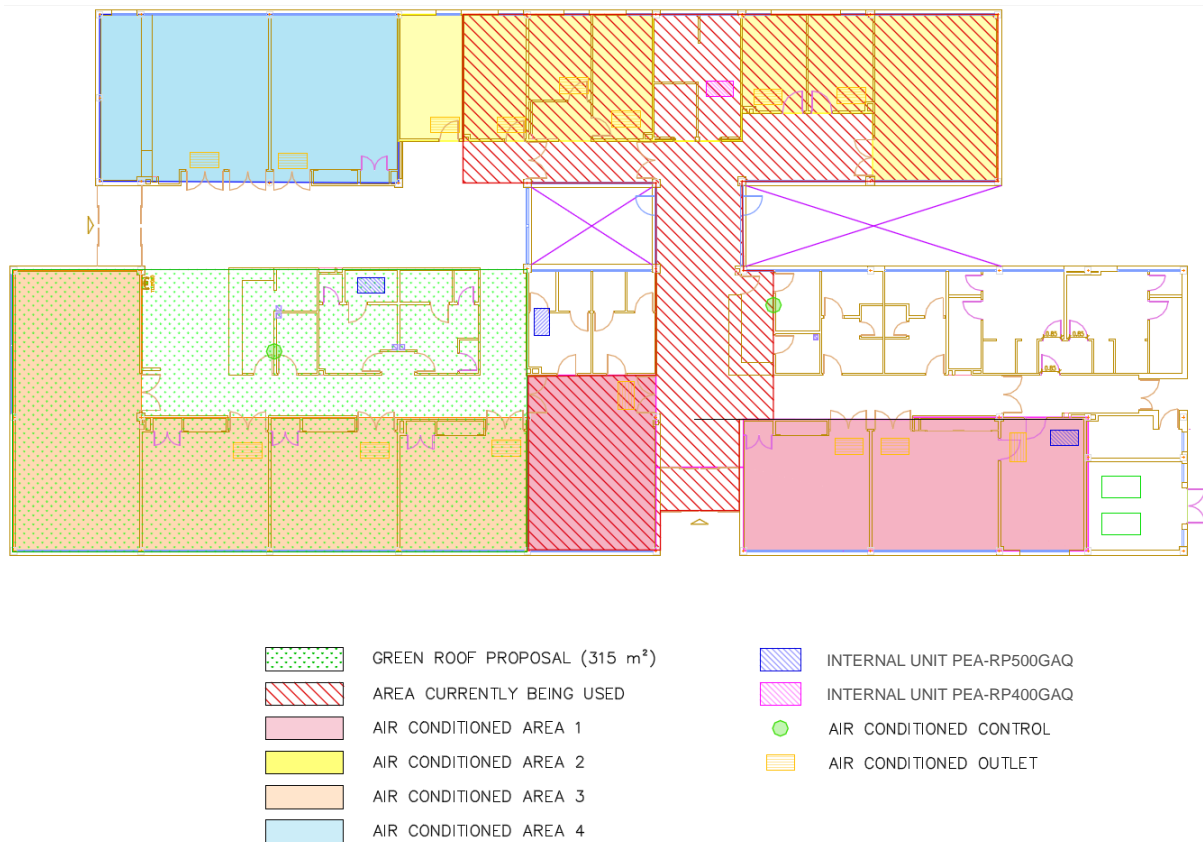 GREEN ROOF PROPOSAL (315 m²)
AREA CURRENTLY BEING USED
AIR CONDITIONED AREA 1
AIR CONDITIONED AREA 2
AIR CONDITIONED AREA 3
AIR CONDITIONED AREA 4
INTERNAL UNIT PEA-RP500GAQ
INTERNAL UNIT PEA-RP400GAQ
AIR CONDITIONED CONTROL
AIR CONDITIONED OUTLET